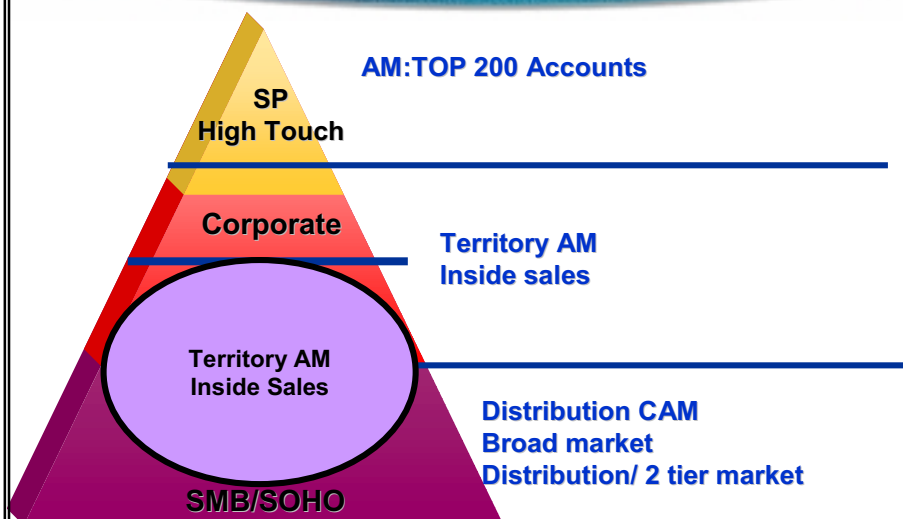 AM:TOP 200 Accounts
SP
High Touch
Corporate
Territory AM
Inside sales
Territory AM
Inside Sales
Distribution CAM
Broad market
Distribution/ 2 tier market
SMB/SOHO